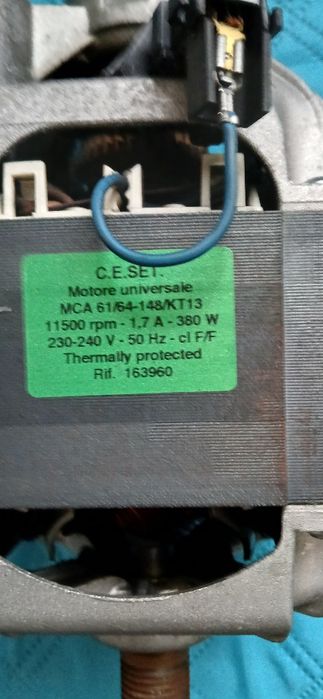 C.E.SET.
Motore universale
MCA 61/64-148/KT13
11500 rpm - 1,7 A - 380 W
230-240 V - 50 Hz - cl F/F
Thermally protected
Rif. 163960